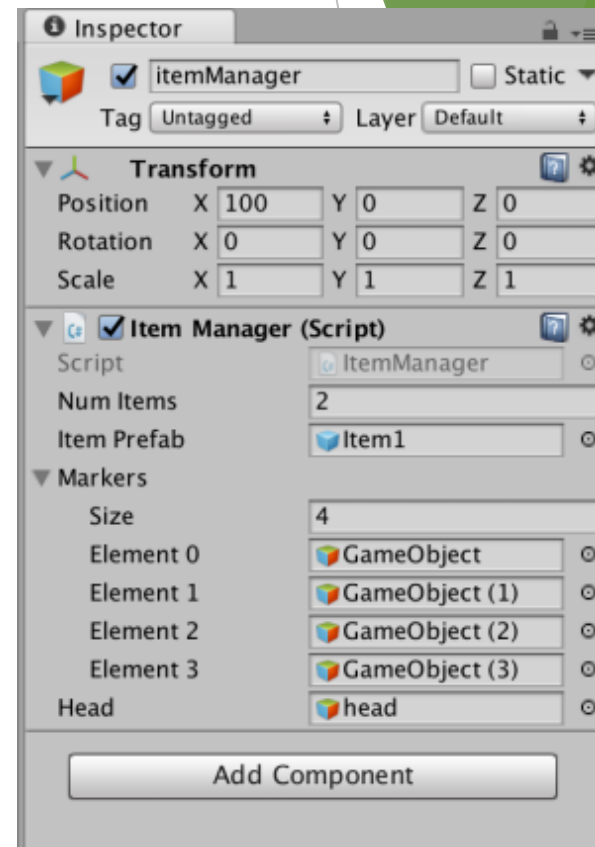 Inspector
itemManager Static
Tag Untagged Layer Default
Transform
Position X 100 Y 0 Z 0
Rotation X 0 Y 0 Z 0
Scale X 1 Y 1 Z 1
C# Item Manager (Script)
Script ItemManager
Num Items 2
Item Prefab Item1
Markers
Size 4
Element 0 GameObject
Element 1 GameObject (1)
Element 2 GameObject (2)
Element 3 GameObject (3)
Head head
Add Component